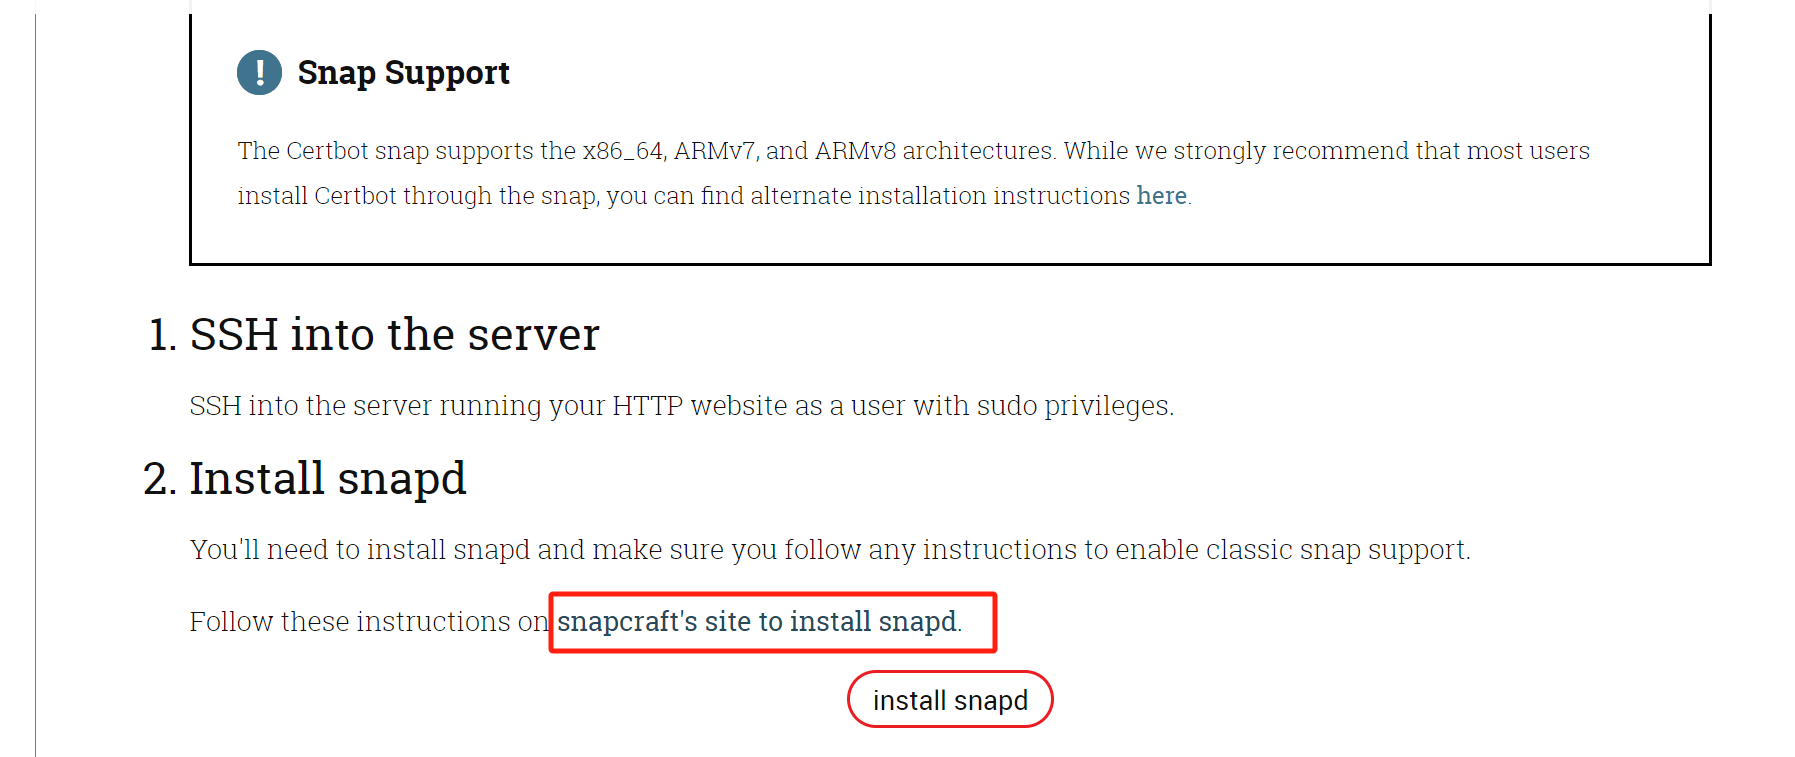 Snap Support
The Certbot snap supports the x86_64, ARMv7, and ARMv8 architectures. While we strongly recommend that most users
install Certbot through the snap, you can find alternate installation instructions here.
1. SSH into the server
SSH into the server running your HTTP website as a user with sudo privileges.
2. Install snapd
You'll need to install snapd and make sure you follow any instructions to enable classic snap support.
Follow these instructions on snapcraft's site to install snapd.
install snapd